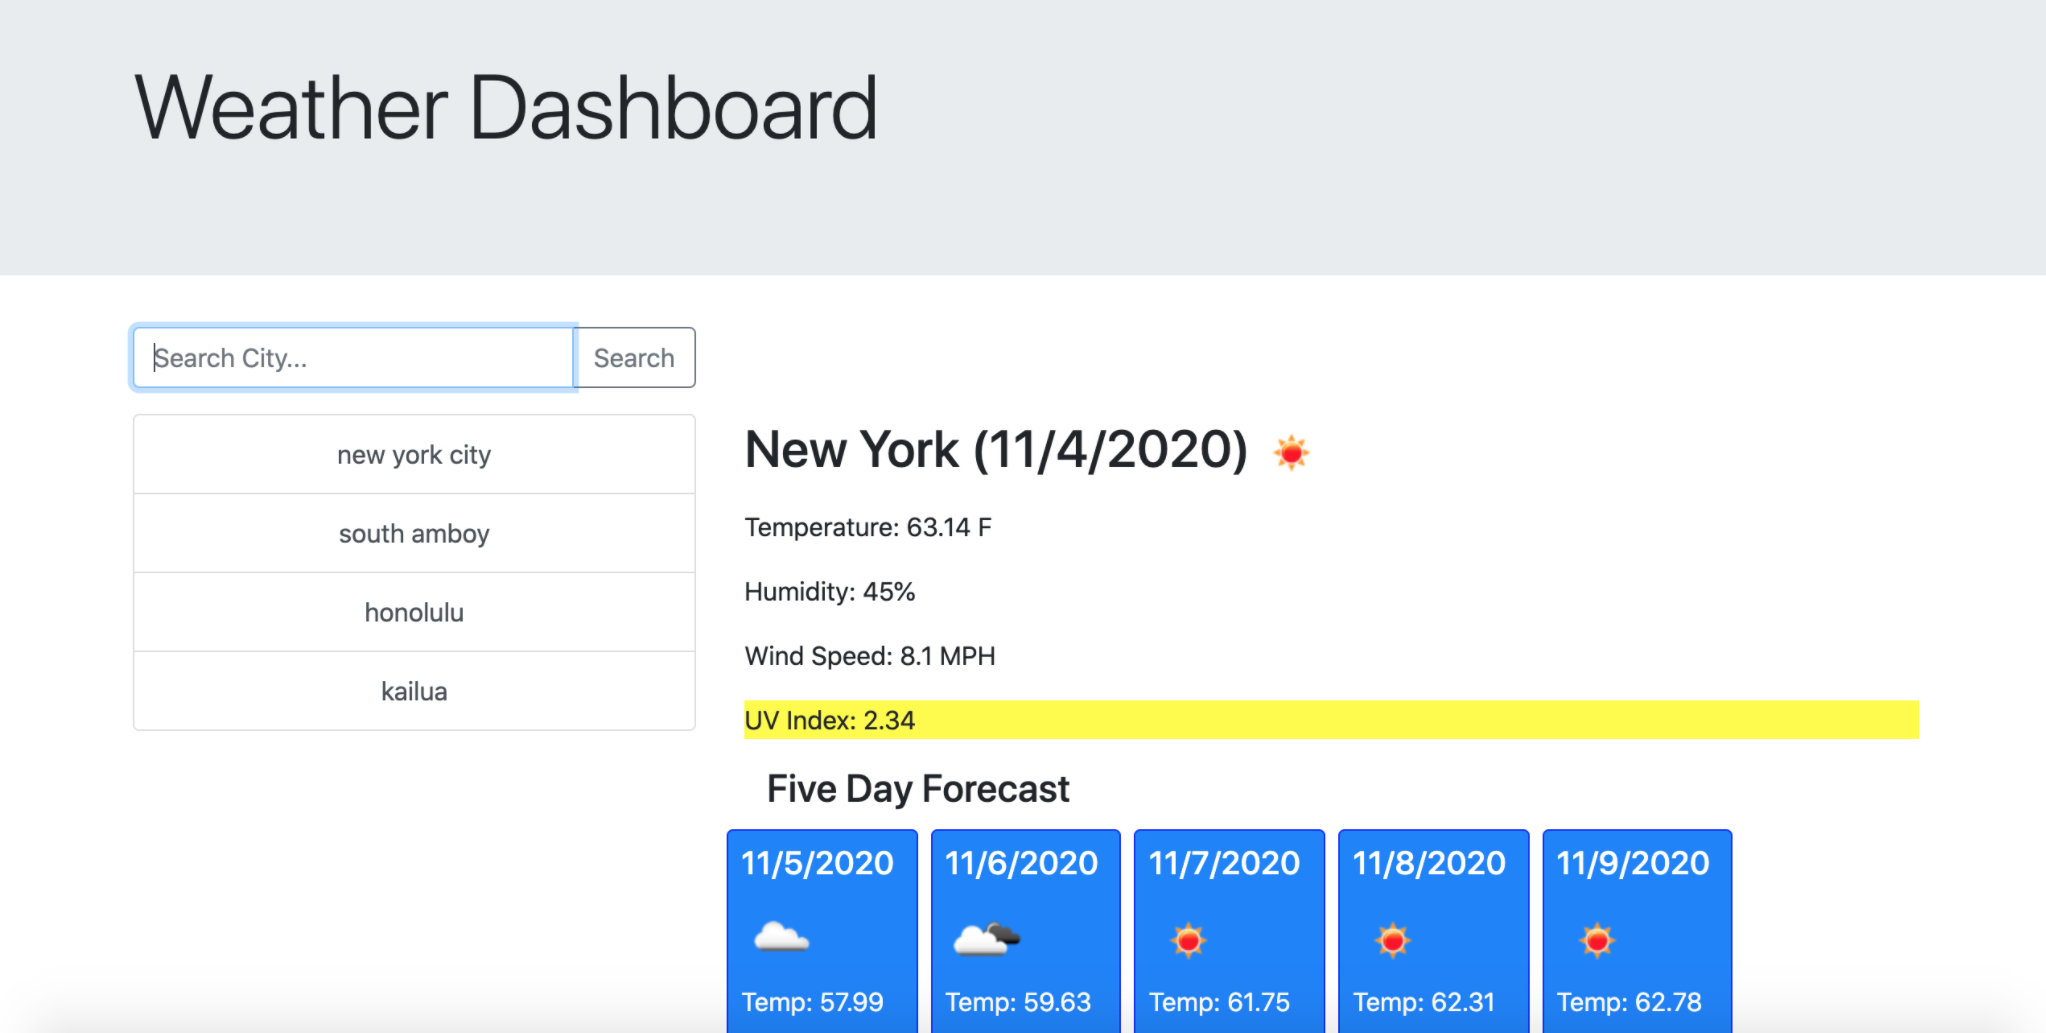 Weather Dashboard
Search City...
Search
new york city
south amboy
honolulu
kailua
New York (11/4/2020)
Temperature: 63.14 F
Humidity: 45%
Wind Speed: 8.1 MPH
UV Index: 2.34
Five Day Forecast
11/5/2020
Temp: 57.99
11/6/2020
Temp: 59.63
11/7/2020
Temp: 61.75
11/8/2020
Temp: 62.31
11/9/2020
Temp: 62.78